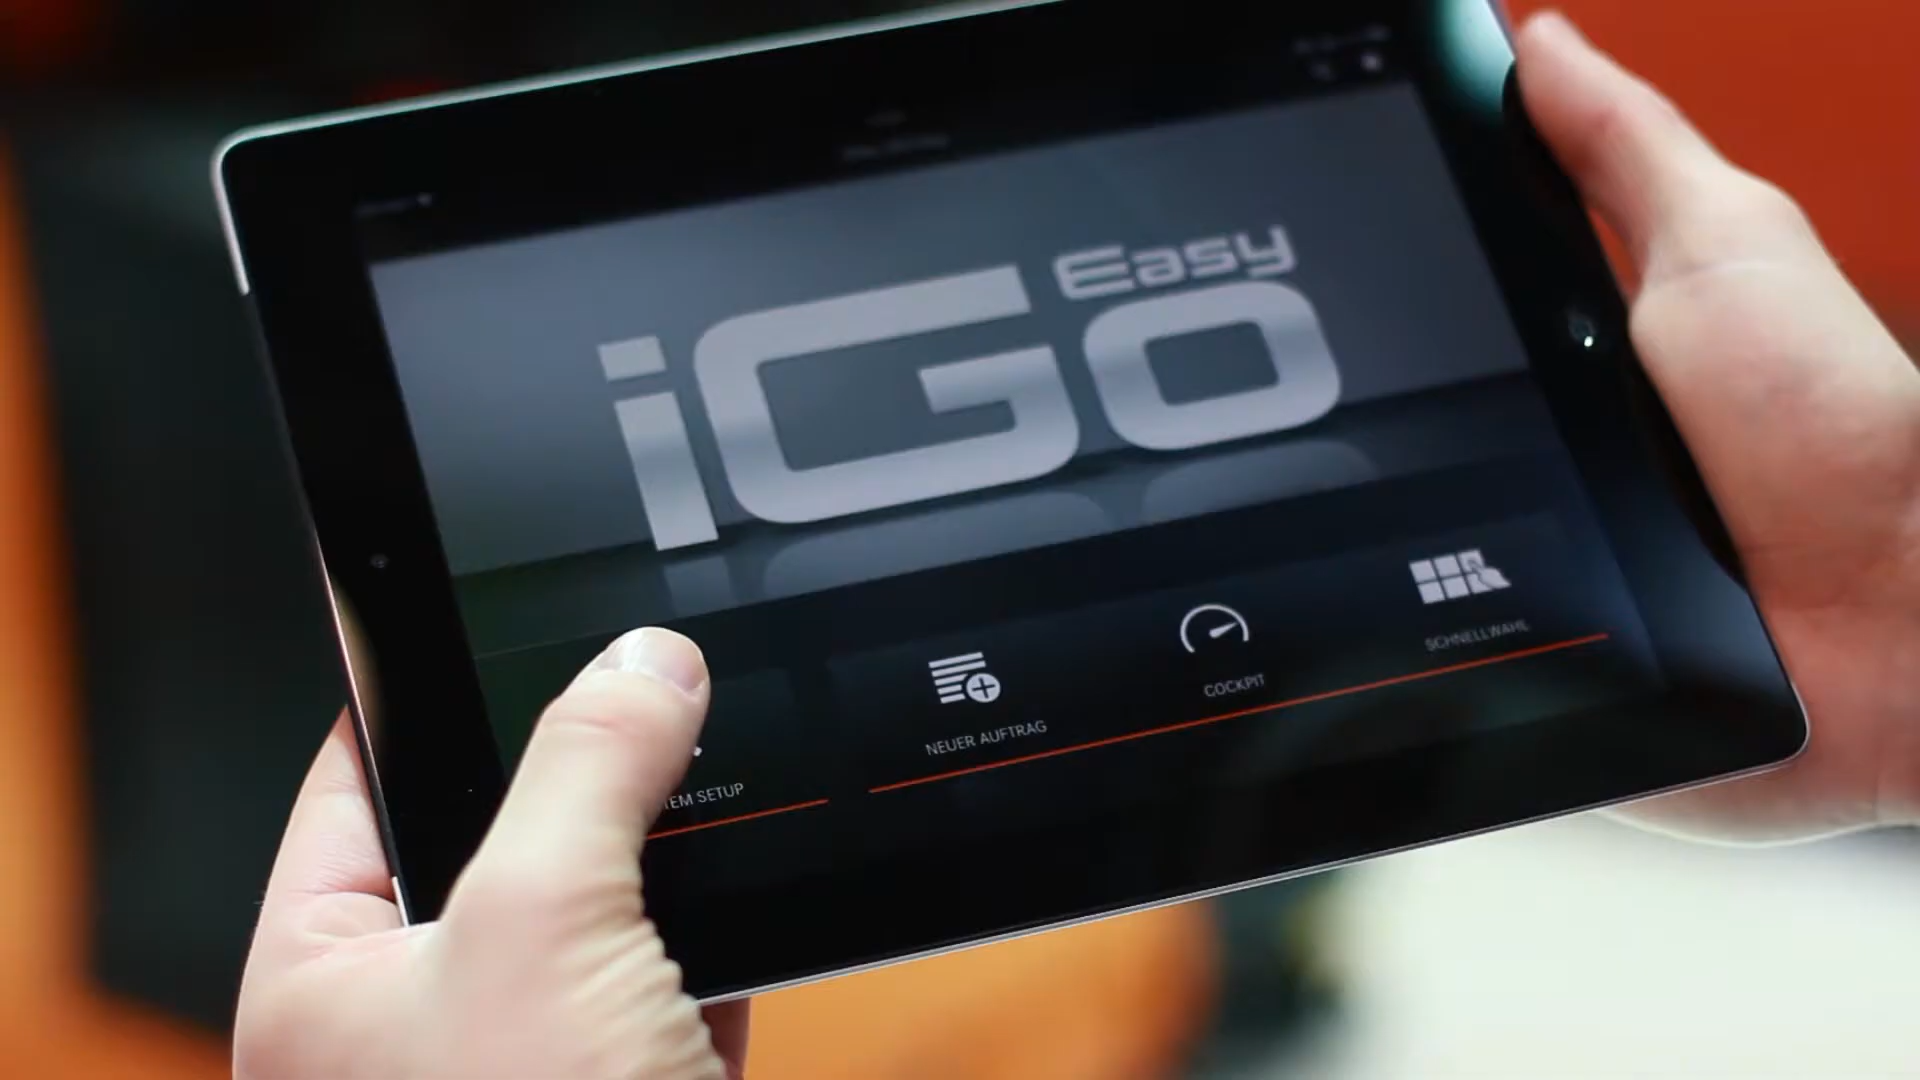 iGo Easy
TEM SETUP
NEUER AUFTRAG
COCKPIT
SCHNELLWAHL